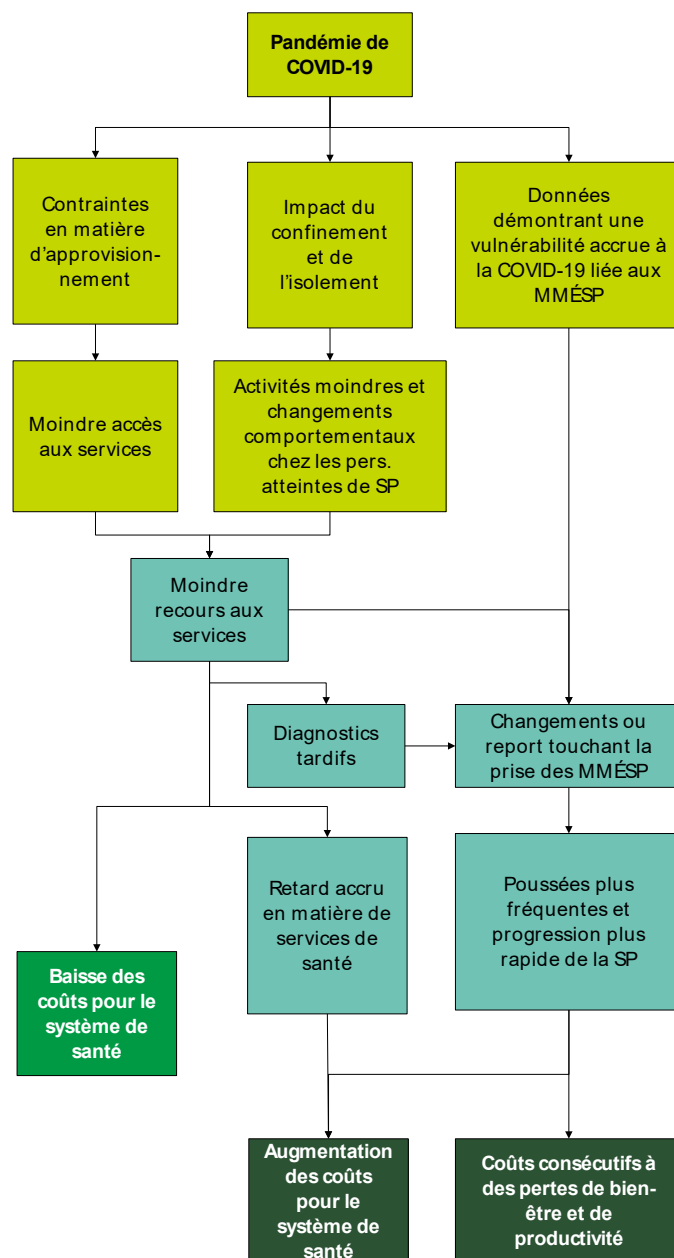 Pandémie de
COVID-19
Contraintes
en matière
d'approvision-
nement
Impact du
confinement
et de
l'isolement
Données
démontrant une
vulnérabilité accrue à
la COVID-19 liée aux
MMÉSP
Moindre accès
aux services
Activités moindres et
changements
comportementaux
chez les pers.
atteintes de SP
Moindre
recours aux
services
Diagnostics
tardifs
Changements ou
report touchant la
prise des MMÉSP
Retard accru
en matière de
services de
santé
Poussées plus
fréquentes et
progression plus
rapide de la SP
Baisse des
coûts pour le
système de
santé
Augmentation
des coûts
pour le
système de
santé
Coûts consécutifs à
des pertes de bien-
être et de
productivité